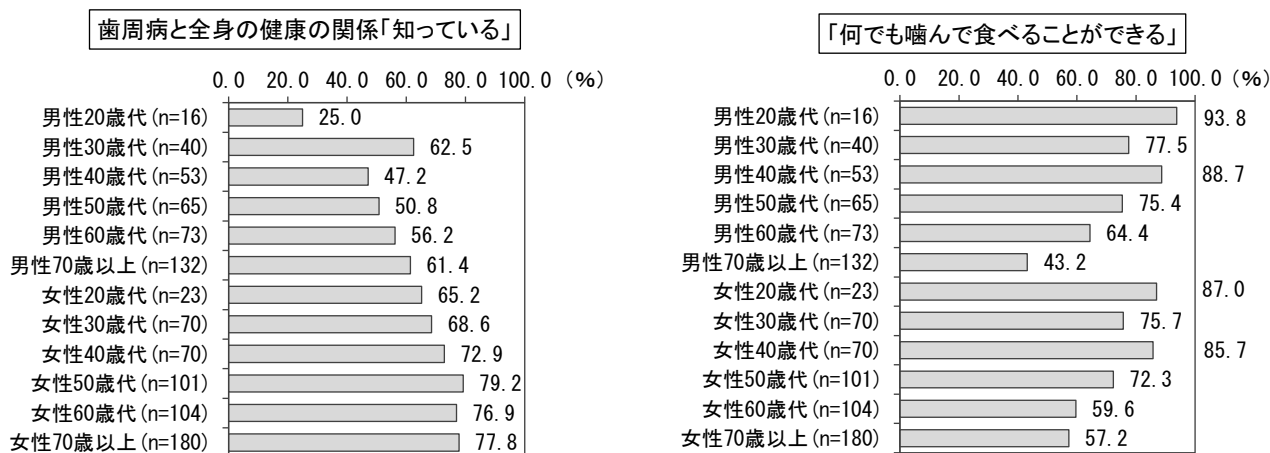 歯周病と全身の健康の関係「知っている」
0.0 20.0 40.0 60.0 80.0 100.0 (%)
男性20歳代(n=16) 25.0
男性30歳代(n=40) 62.5
男性40歳代(n=53) 47.2
男性50歳代(n=65) 50.8
男性60歳代(n=73) 56.2
男性70歳以上(n=132) 61.4
女性20歳代(n=23) 65.2
女性30歳代(n=70) 68.6
女性40歳代(n=70) 72.9
女性50歳代(n=101) 79.2
女性60歳代(n=104) 76.9
女性70歳以上(n=180) 77.8
「何でも噛んで食べることができる」
0.0 20.0 40.0 60.0 80.0 100.0 (%)
男性20歳代(n=16) 93.8
男性30歳代(n=40) 77.5
男性40歳代(n=53) 88.7
男性50歳代(n=65) 75.4
男性60歳代(n=73) 64.4
男性70歳以上(n=132) 43.2
女性20歳代(n=23) 87.0
女性30歳代(n=70) 75.7
女性40歳代(n=70) 85.7
女性50歳代(n=101) 72.3
女性60歳代(n=104) 59.6
女性70歳以上(n=180) 57.2